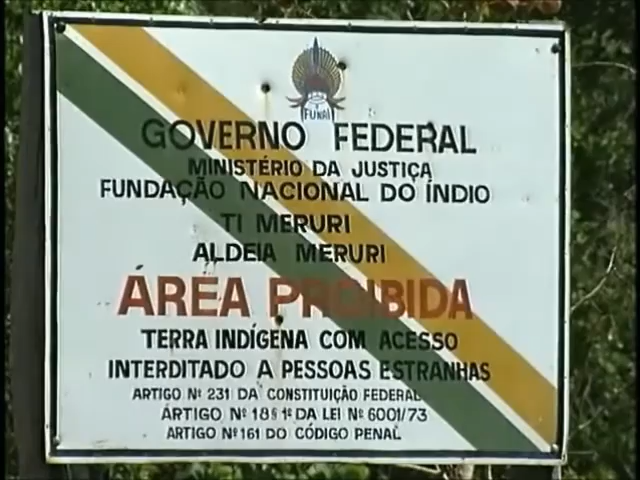 FUNAI
GOVERNO FEDERAL
MINISTÉRIO DA JUSTIÇA
FUNDAÇÃO NACIONAL DO ÍNDIO
TI MERURI
ALDEIA MERURI
ÁREA PROIBIDA
TERRA INDÍGENA COM ACESSO
INTERDITADO A PESSOAS ESTRANHAS
ARTIGO Nº 231 DA CONSTITUIÇÃO FEDERAL
ARTIGO Nº 18 § 1º DA LEI Nº 6001/73
ARTIGO Nº 161 DO CÓDIGO PENAL